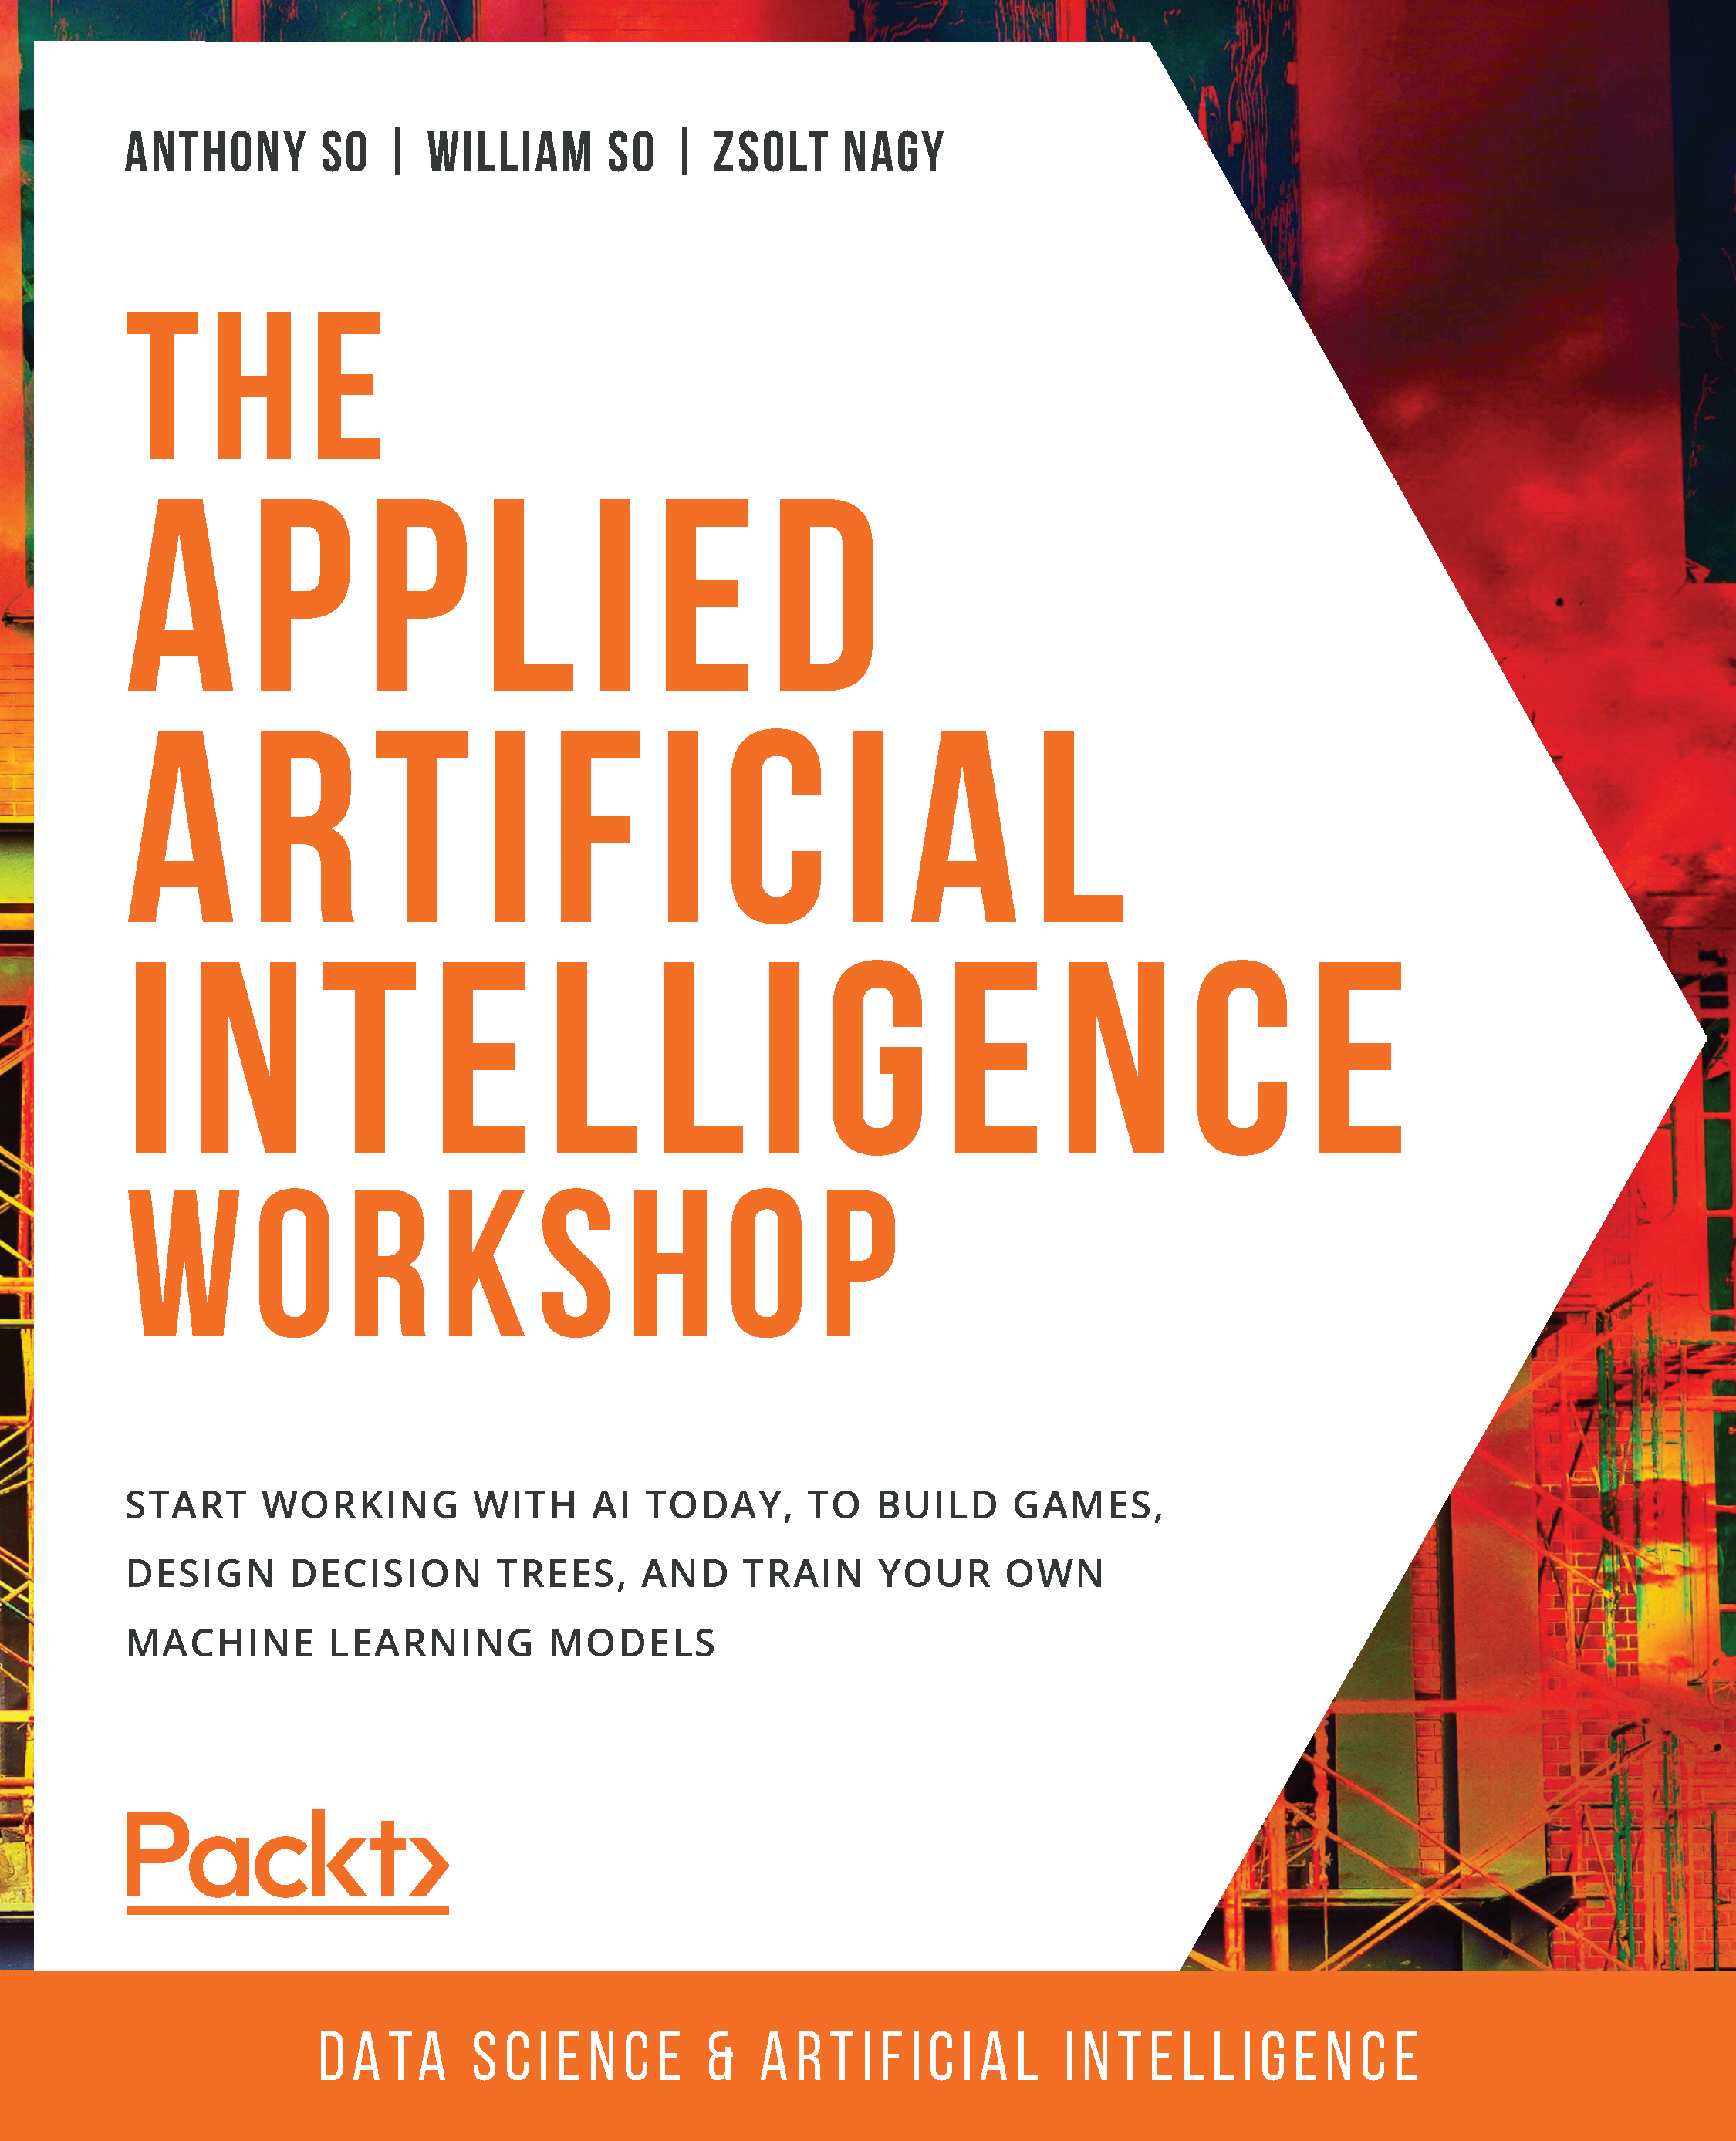 ANTHONY SO | WILLIAM SO | ZSOLT NAGY
THE
APPLIED
ARTIFICIAL
INTELLIGENCE
WORKSHOP
START WORKING WITH AI TODAY, TO BUILD GAMES,
DESIGN DECISION TREES, AND TRAIN YOUR OWN
MACHINE LEARNING MODELS
Packt
DATA SCIENCE & ARTIFICIAL INTELLIGENCE